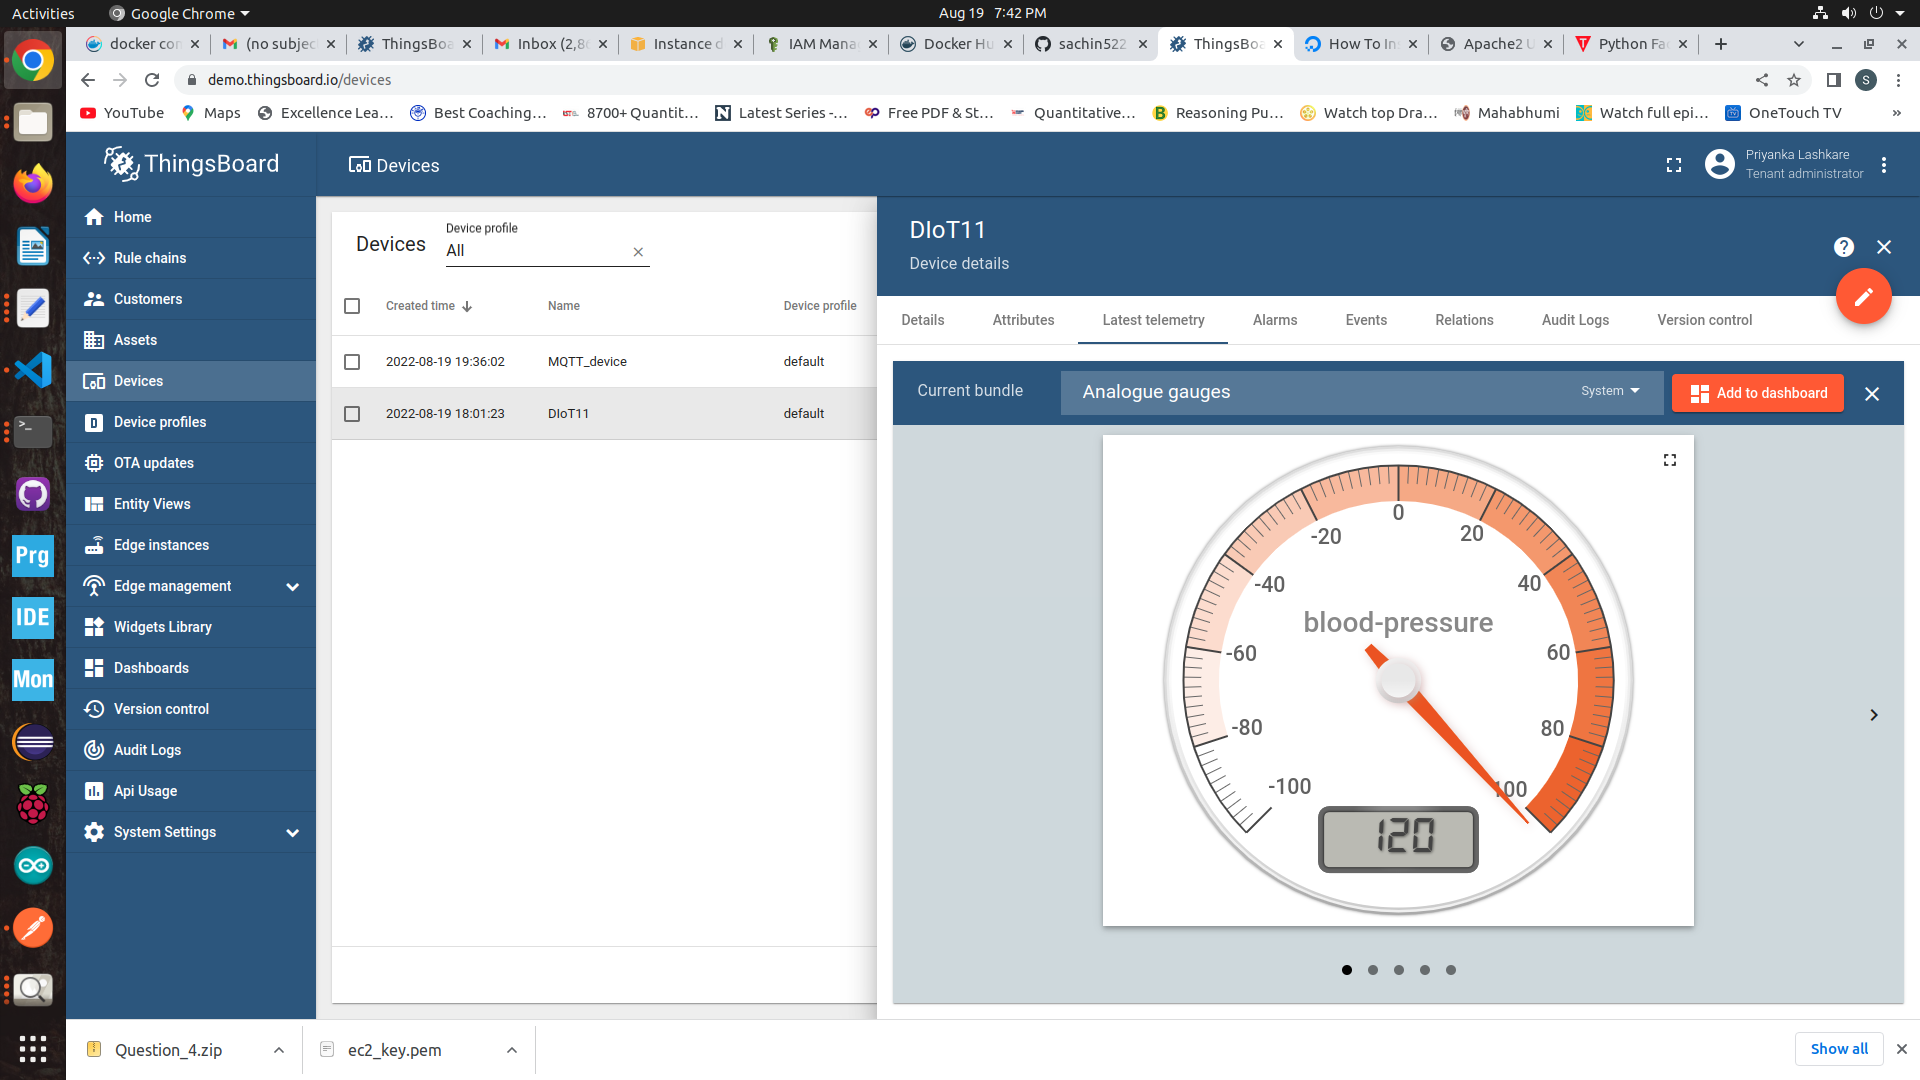 Activities
Google Chrome
Aug 19 7:42 PM
docker con
(no subjec
ThingsBoa
Inbox (2,8
Instance d
IAM Mana
Docker Hu
sachin522
ThingsBoa
How To Ins
Apache2 U
Python Fac
demo.thingsboard.io/devices
S
YouTube
Maps
Excellence Lea...
Best Coaching...
8700+ Quantit...
Latest Series -...
Free PDF & St...
Quantitative...
Reasoning Pu...
Watch top Dra...
Mahabhumi
Watch full epi...
OneTouch TV
»
ThingsBoard
Devices
Priyanka Lashkare
Tenant administrator
Home
Rule chains
Customers
Assets
Devices
Device profiles
OTA updates
Entity Views
Edge instances
Edge management
Widgets Library
Dashboards
Version control
Audit Logs
Api Usage
System Settings
Prg
IDE
Mon
Devices
Device profile
All
Created time
Name
Device profile
2022-08-19 19:36:02
MQTT_device
default
2022-08-19 18:01:23
DIoT11
default
DIoT11
Device details
Details
Attributes
Latest telemetry
Alarms
Events
Relations
Audit Logs
Version control
Current bundle
Analogue gauges
System
Add to dashboard
0
-20
20
-40
40
blood-pressure
-60
60
-80
80
-100
100
120
Question_4.zip
ec2_key.pem
Show all